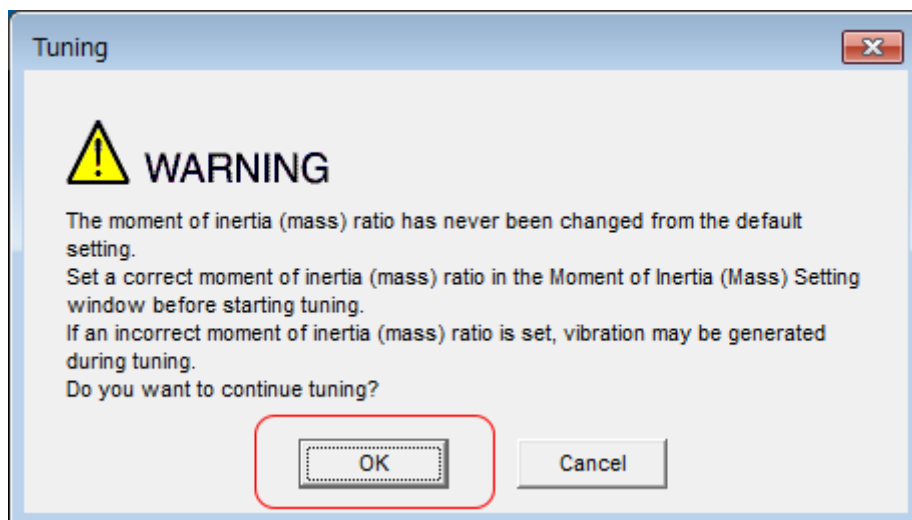 Tuning
WARNING
The moment of inertia (mass) ratio has never been changed from the default
setting.
Set a correct moment of inertia (mass) ratio in the Moment of Inertia (Mass) Setting
window before starting tuning.
If an incorrect moment of inertia (mass) ratio is set, vibration may be generated
during tuning.
Do you want to continue tuning?
OK Cancel